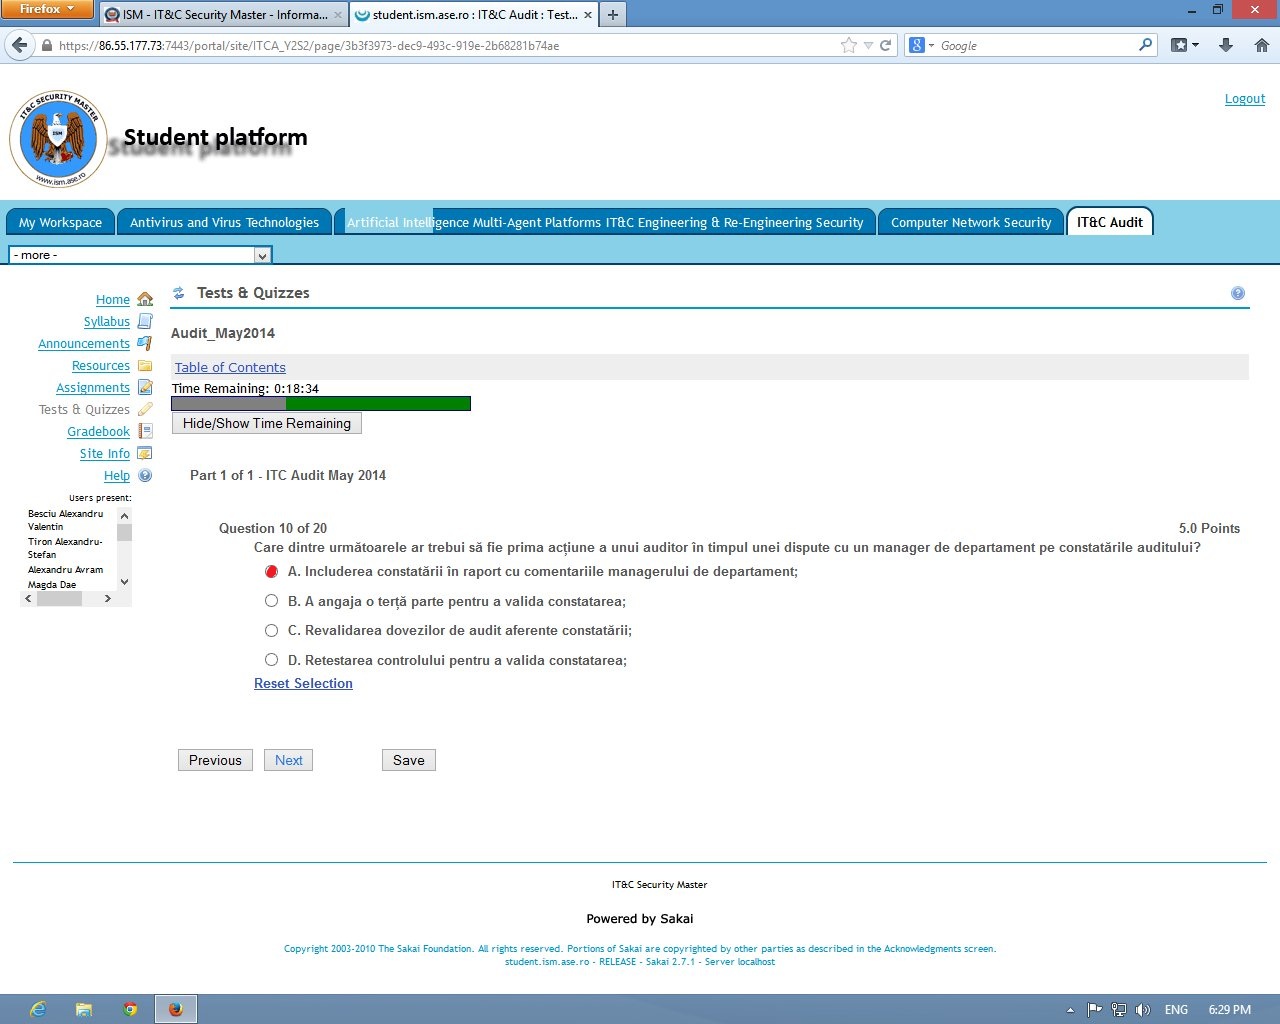 Firefox
ISM - IT&C Security Master - Informa...
student.ism.ase.ro : IT&C Audit : Test...
https://86.55.177.73:7443/portal/site/ITCA_Y2S2/page/3b3f3973-dec9-493c-919e-2b68281b74ae
Google
Logout
IT&C SECURITY MASTER
ISM
www.ism.ase.ro
Student platform
My Workspace
Antivirus and Virus Technologies
Artificial Intelligence Multi-Agent Platforms IT&C Engineering & Re-Engineering Security
Computer Network Security
IT&C Audit
- more -
Home
Syllabus
Announcements
Resources
Assignments
Tests & Quizzes
Gradebook
Site Info
Help
Users present:
Besciu Alexandru
Valentin
Tiron Alexandru-
Stefan
Alexandru Avram
Magda Dae
Tests & Quizzes
Audit_May2014
Table of Contents
Time Remaining: 0:18:34
Hide/Show Time Remaining
Part 1 of 1 - ITC Audit May 2014
Question 10 of 20 5.0 Points
Care dintre următoarele ar trebui să fie prima acțiune a unui auditor în timpul unei dispute cu un manager de departament pe constatările auditului?
A. Includerea constatării în raport cu comentariile managerului de departament;
B. A angaja o terță parte pentru a valida constatarea;
C. Revalidarea dovezilor de audit aferente constatării;
D. Retestarea controlului pentru a valida constatarea;
Reset Selection
Previous Next Save
IT&C Security Master
Powered by Sakai
Copyright 2003-2010 The Sakai Foundation. All rights reserved. Portions of Sakai are copyrighted by other parties as described in the Acknowledgments screen.
student.ism.ase.ro - RELEASE - Sakai 2.7.1 - Server localhost
ENG 6:29 PM